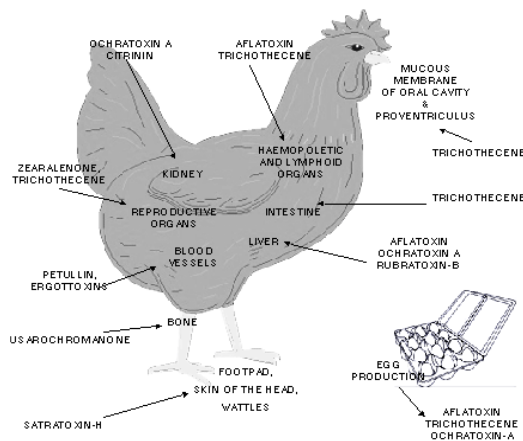 OCHRATOXIN A
CITRININ
AFLATOXIN
TRICHOTHECENE
MUCOUS
MEMBRANE
OF ORAL CAVITY
&
PROVENTRICULUS
TRICHOTHECENE
HAEMOPOLETIC
AND LYMPHOID
ORGANS
KIDNEY
ZEARALENONE,
TRICHOTHECENE
TRICHOTHECENE
REPRODUCTIVE
ORGANS
INTESTINE
LIVER
AFLATOXIN
OCHRATOXIN A
RUBRATOXIN-B
BLOOD
VESSELS
PETULLIN,
ERGOTTOXINS
BONE
USAROCHROMANONE
EGG
PRODUCTION
FOOTPAD,
SKIN OF THE HEAD,
WATTLES
SATRATOXIN-H
AFLATOXIN
TRICHOTHECENE
OCHRATOXIN-A